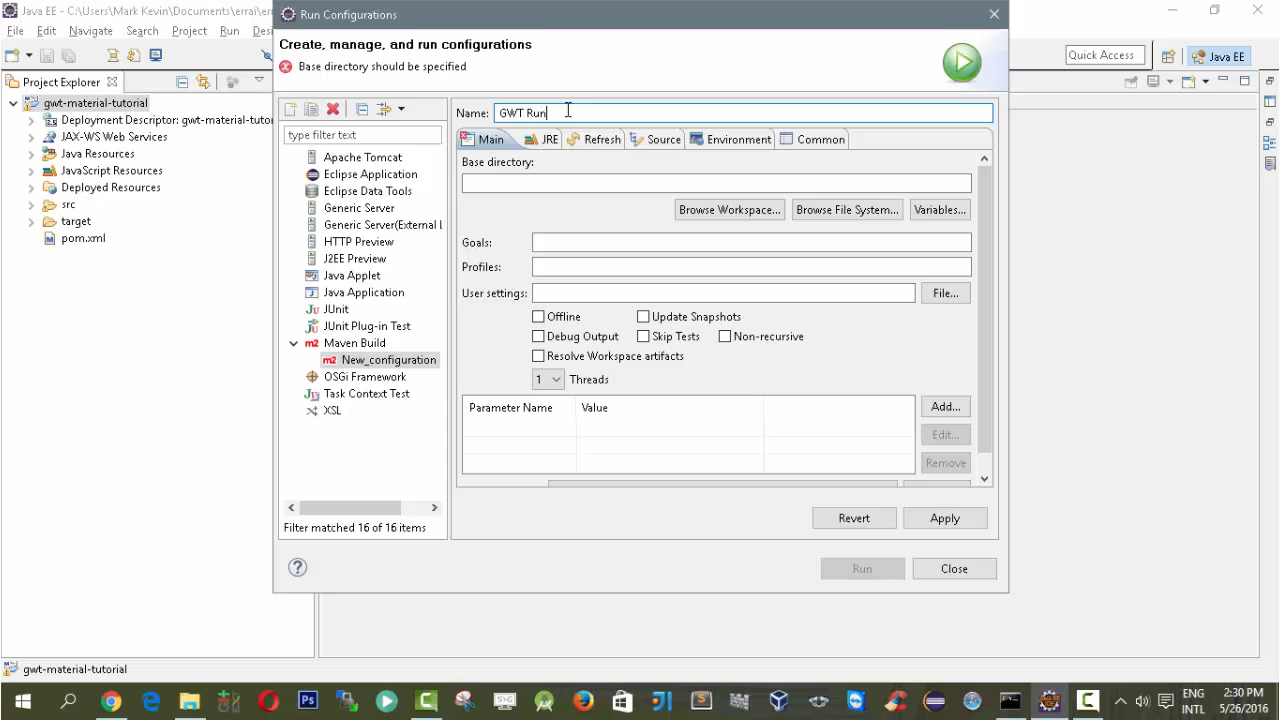 Java EE - C:\Users\Mark Kevin\Documents\errai\err
File Edit Navigate Search Project Run Des
Run Configurations
Create, manage, and run configurations
Base directory should be specified
Quick Access
Java EE
Project Explorer
gwt-material-tutorial
Deployment Descriptor: gwt-material-tutor
JAX-WS Web Services
Java Resources
JavaScript Resources
Deployed Resources
src
target
pom.xml
type filter text
Apache Tomcat
Eclipse Application
Eclipse Data Tools
Generic Server
Generic Server(External L
HTTP Preview
J2EE Preview
Java Applet
Java Application
JUnit
JUnit Plug-in Test
Maven Build
New_configuration
OSGi Framework
Task Context Test
XSL
Filter matched 16 of 16 items
Name: GWT Run
Main JRE Refresh Source Environment Common
Base directory:
Browse Workspace... Browse File System... Variables...
Goals:
Profiles:
User settings: File...
Offline Update Snapshots
Debug Output Skip Tests Non-recursive
Resolve Workspace artifacts
1 Threads
Parameter Name Value Add...
Edit...
Remove
Revert Apply
Run Close
gwt-material-tutorial
ENG 2:30 PM
INTL 5/26/2016